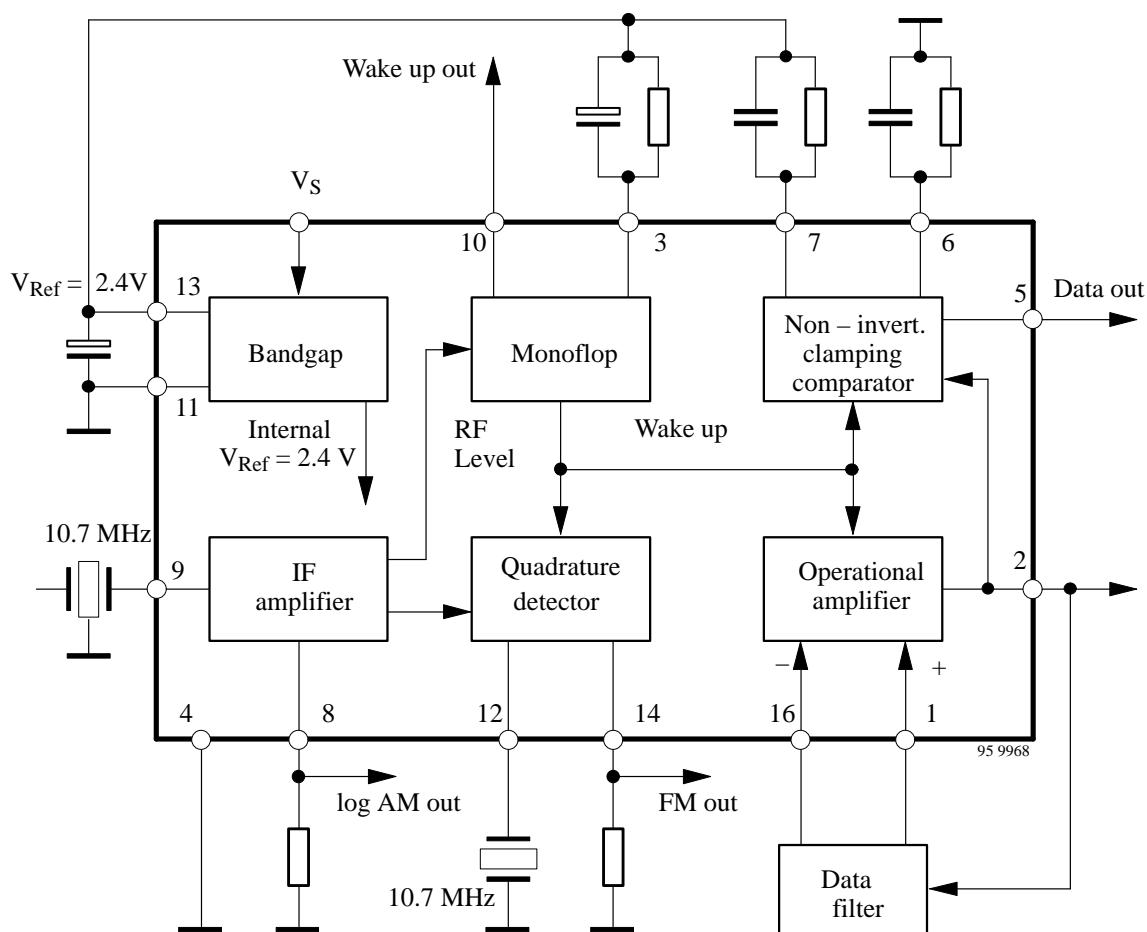 Wake up out
V_S
10
3
7
6
V_Ref = 2.4V
13
5
Data out
Bandgap
Monoflop
Non – invert.
clamping
comparator
11
Internal
V_Ref = 2.4 V
RF
Level
Wake up
10.7 MHz
9
IF
amplifier
Quadrature
detector
Operational
amplifier
2
–
+
4
8
12
14
16
1
95 9968
log AM out
FM out
10.7 MHz
Data
filter